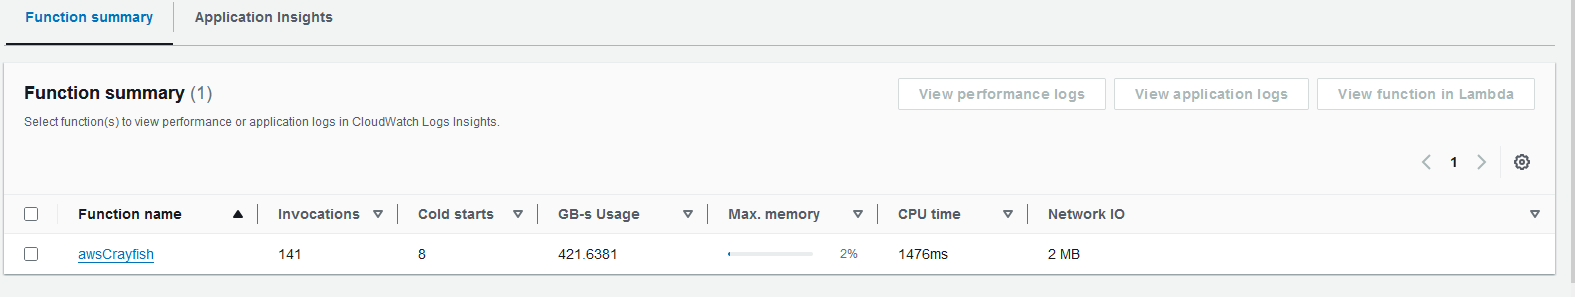 Function summary Application Insights
Function summary (1)
View performance logs View application logs View function in Lambda
Select function(s) to view performance or application logs in CloudWatch Logs Insights.
1
Function name Invocations Cold starts GB-s Usage Max. memory CPU time Network IO
awsCrayfish 141 8 421.6381 2% 1476ms 2 MB